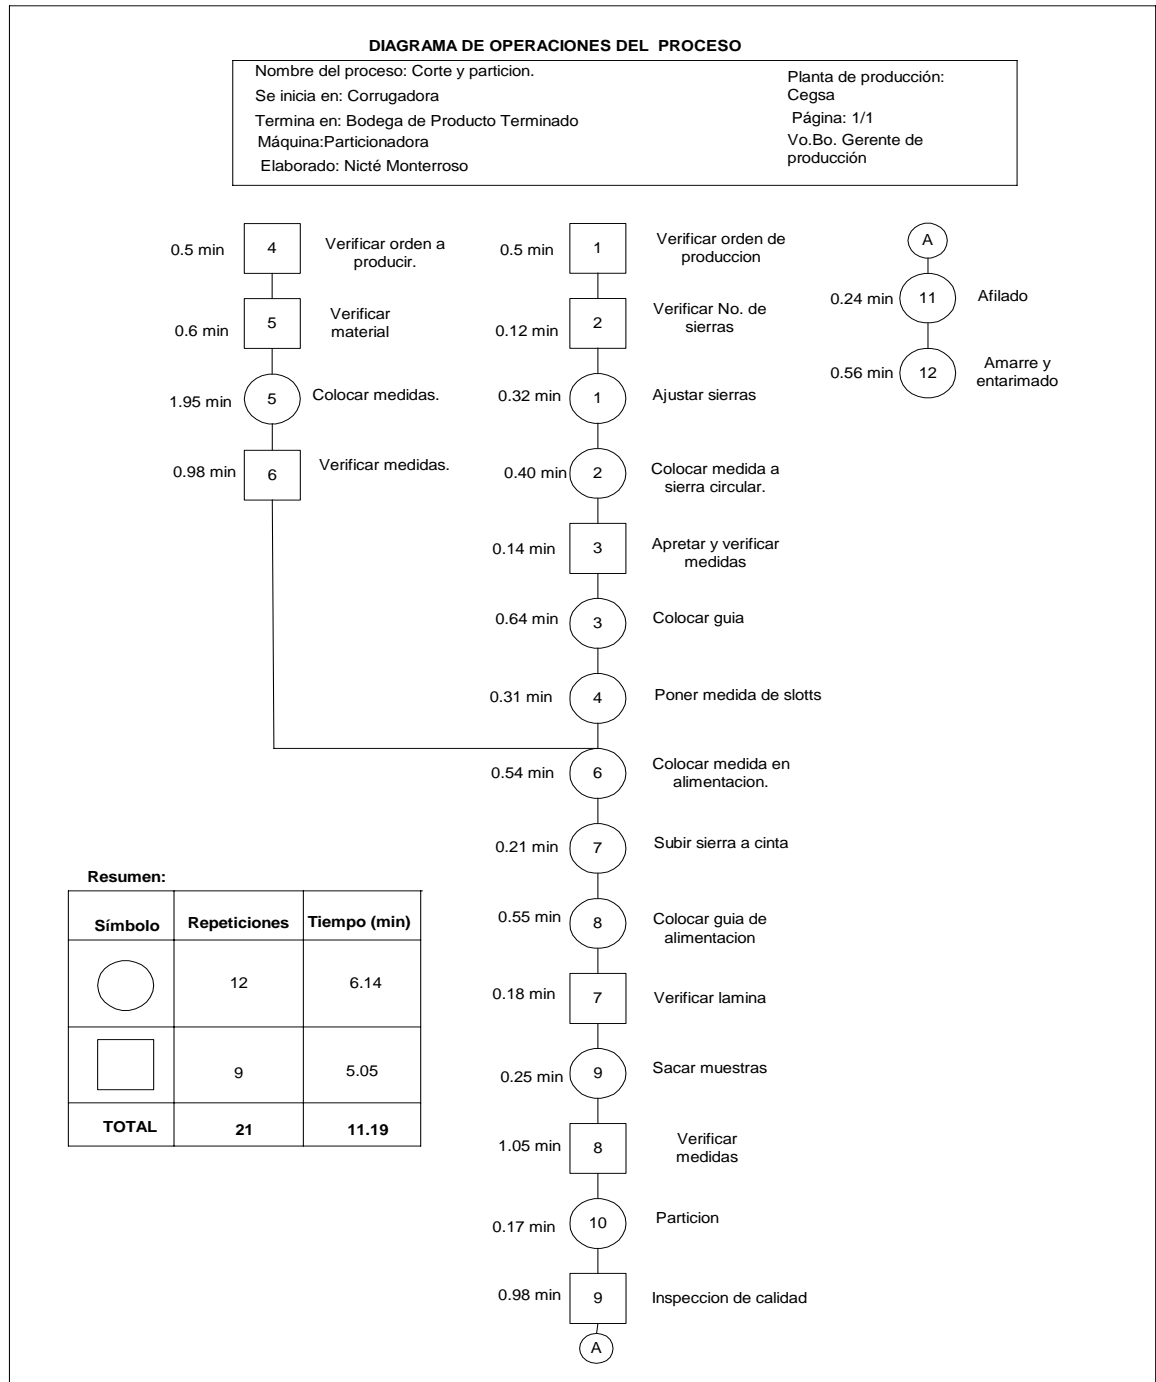 DIAGRAMA DE OPERACIONES DEL PROCESO
Nombre del proceso: Corte y particion.
Se inicia en: Corrugadora
Termina en: Bodega de Producto Terminado
Máquina:Particionadora
Elaborado: Nicté Monterroso
Planta de producción:
Cegsa
Página: 1/1
Vo.Bo. Gerente de
producción
0.5 min
4
Verificar orden a
producir.
0.6 min
5
Verificar
material
1.95 min
5
Colocar medidas.
0.98 min
6
Verificar medidas.
0.5 min
1
Verificar orden de
produccion
0.12 min
2
Verificar No. de
sierras
0.32 min
1
Ajustar sierras
0.40 min
2
Colocar medida a
sierra circular.
0.14 min
3
Apretar y verificar
medidas
0.64 min
3
Colocar guia
0.31 min
4
Poner medida de slotts
0.54 min
6
Colocar medida en
alimentacion.
0.21 min
7
Subir sierra a cinta
0.55 min
8
Colocar guia de
alimentacion
0.18 min
7
Verificar lamina
0.25 min
9
Sacar muestras
1.05 min
8
Verificar
medidas
0.17 min
10
Particion
0.98 min
9
Inspeccion de calidad
A
A
0.24 min
11
Afilado
0.56 min
12
Amarre y
entarimado
Resumen:
Símbolo Repeticiones Tiempo (min)
12 6.14
9 5.05
TOTAL 21 11.19